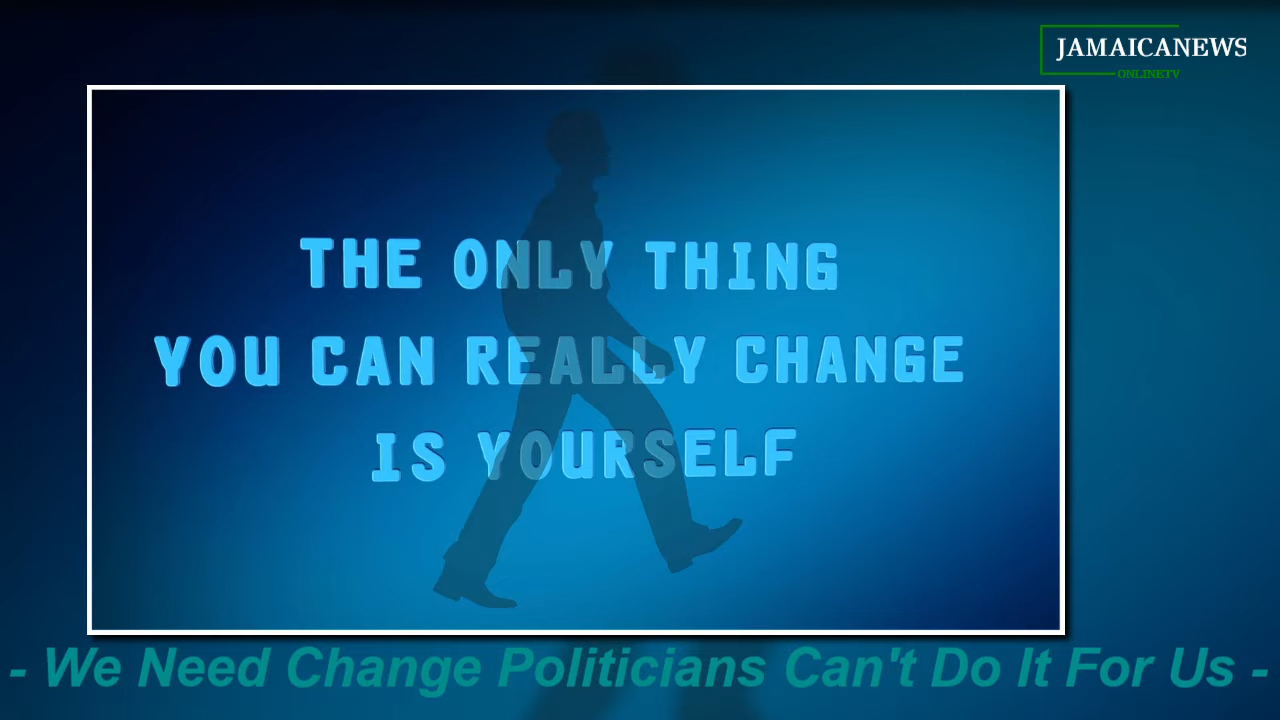 JAMAICANEWS
ONLINETV
THE ONLY THING
YOU CAN REALLY CHANGE
IS YOURSELF
- We Need Change Politicians Can't Do It For Us -